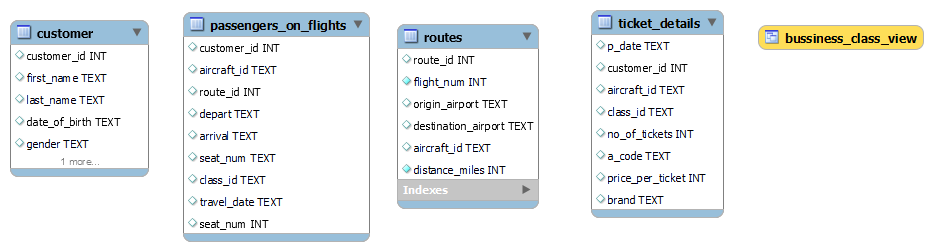 customer
customer_id INT
first_name TEXT
last_name TEXT
date_of_birth TEXT
gender TEXT
1 more...
passengers_on_flights
customer_id INT
aircraft_id TEXT
route_id INT
depart TEXT
arrival TEXT
seat_num TEXT
class_id TEXT
travel_date TEXT
seat_num INT
routes
route_id INT
flight_num INT
origin_airport TEXT
destination_airport TEXT
aircraft_id TEXT
distance_miles INT
Indexes
ticket_details
p_date TEXT
customer_id INT
aircraft_id TEXT
class_id TEXT
no_of_tickets INT
a_code TEXT
price_per_ticket INT
brand TEXT
bussiness_class_view